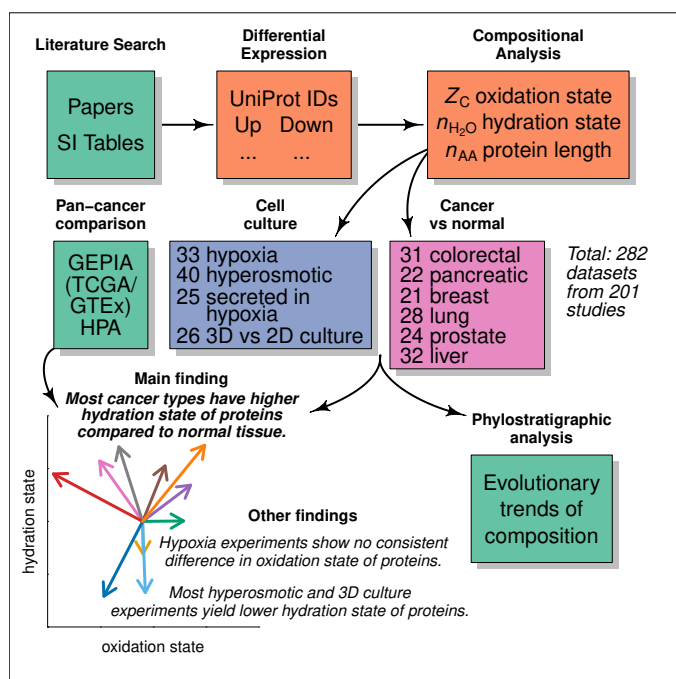 Literature Search
Papers
SI Tables
Differential
Expression
UniProt IDs
Up Down
... ...
Compositional
Analysis
Z_C oxidation state
n_H₂O hydration state
n_AA protein length
Pan−cancer
comparison
GEPIA
(TCGA/
GTEx)
HPA
Cell
culture
33 hypoxia
40 hyperosmotic
25 secreted in
hypoxia
26 3D vs 2D culture
Cancer
vs normal
31 colorectal
22 pancreatic
21 breast
28 lung
24 prostate
32 liver
Total: 282
datasets
from 201
studies
Main finding
Most cancer types have higher
hydration state of proteins
compared to normal tissue.
hydration state
oxidation state
Other findings
Hypoxia experiments show no consistent
difference in oxidation state of proteins.
Most hyperosmotic and 3D culture
experiments yield lower hydration state of proteins.
Phylostratigraphic
analysis
Evolutionary
trends of
composition